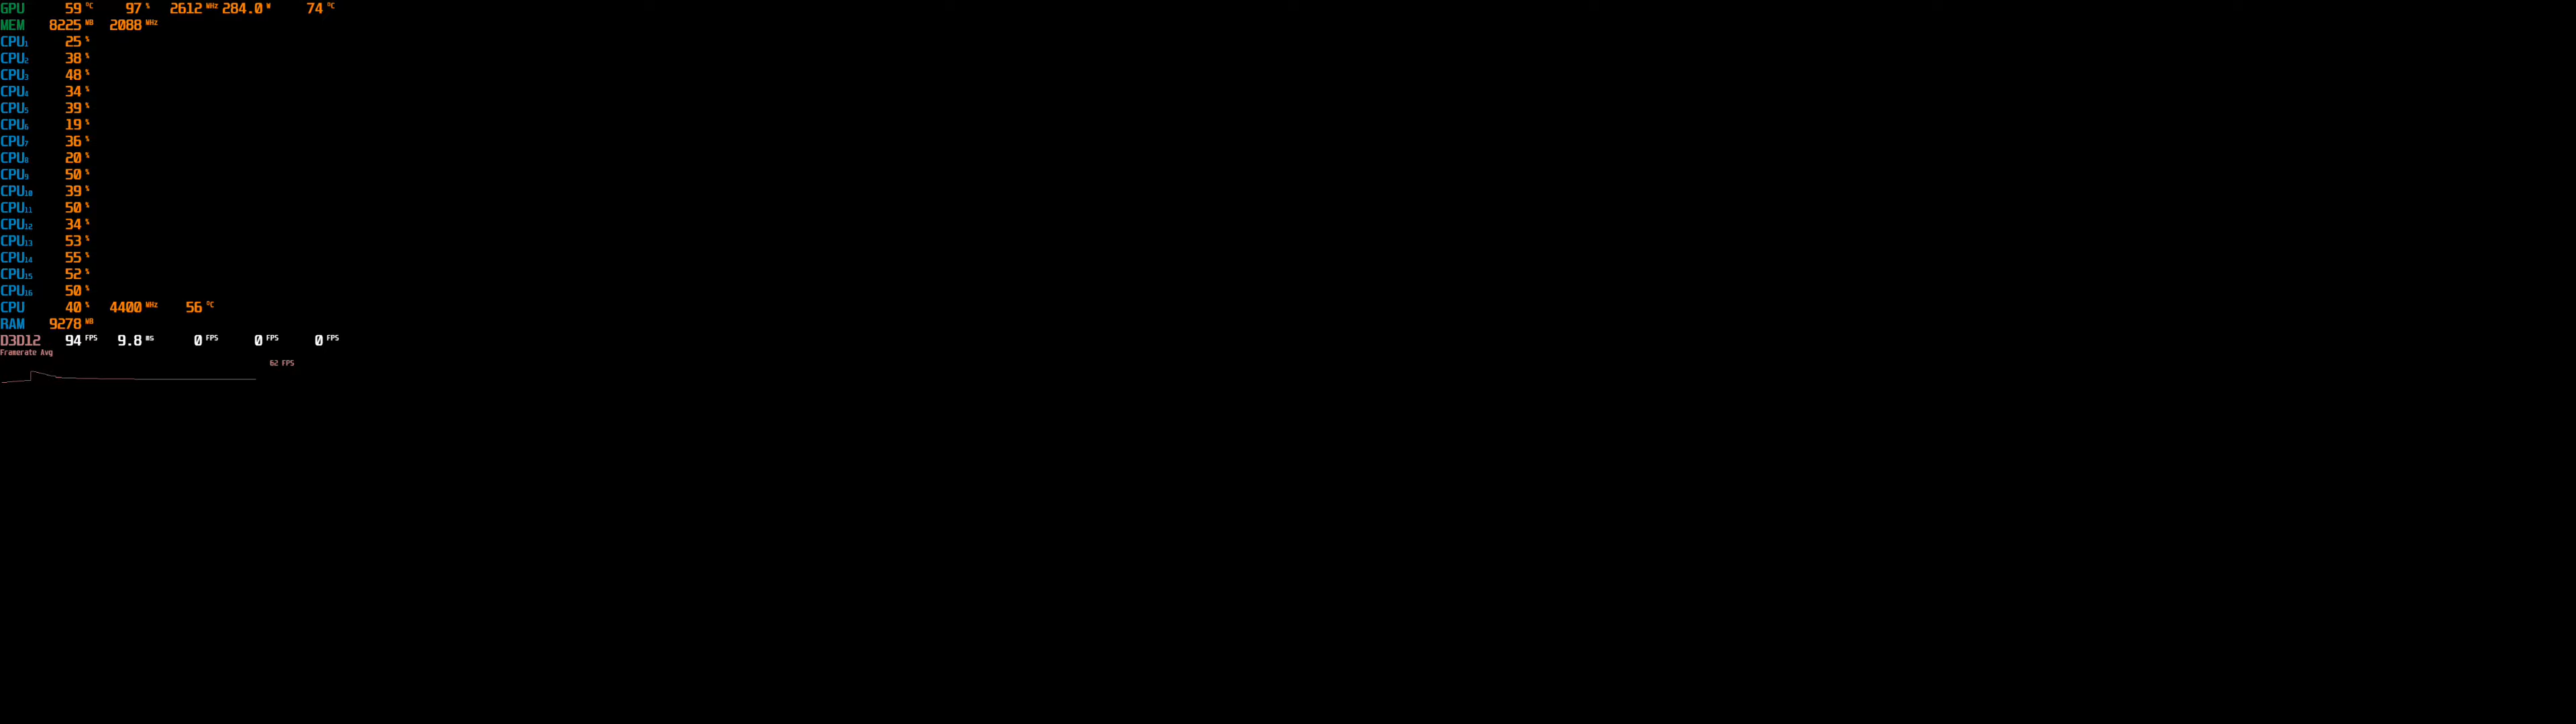 GPU 59 °C 97 % 2612 MHz 284.0 W 74 °C
MEM 8225 MB 2088 MHz
CPU1 25 %
CPU2 38 %
CPU3 48 %
CPU4 34 %
CPU5 39 %
CPU6 19 %
CPU7 36 %
CPU8 20 %
CPU9 50 %
CPU10 39 %
CPU11 50 %
CPU12 34 %
CPU13 53 %
CPU14 55 %
CPU15 52 %
CPU16 50 %
CPU 40 % 4400 MHz 56 °C
RAM 9278 MB
D3D12 94 FPS 9.8 ms 0 FPS 0 FPS 0 FPS
Framerate Avg
62 FPS